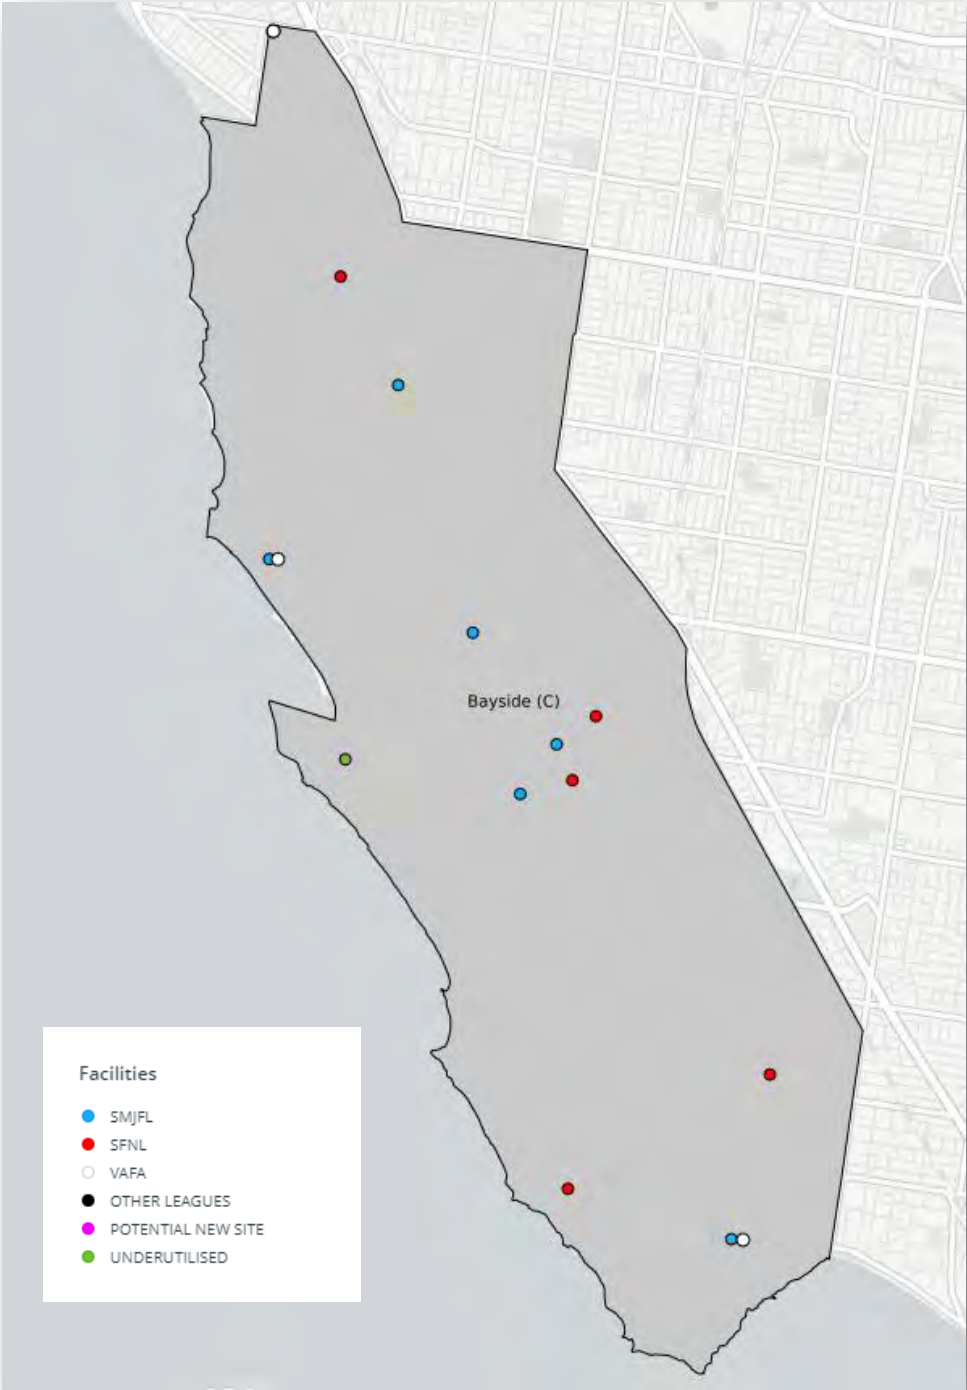 Bayside (C)
Facilities
SMJFL
SFNL
VAFA
OTHER LEAGUES
POTENTIAL NEW SITE
UNDERUTILISED